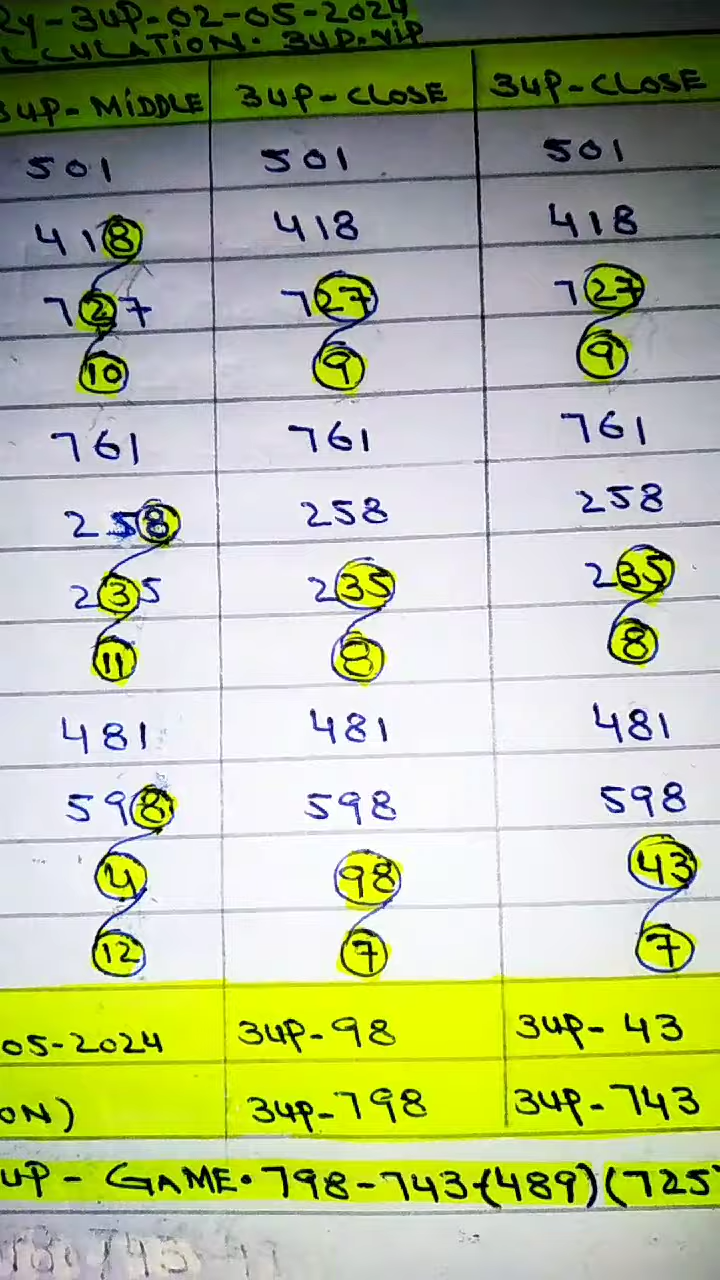 Ry-3UP-02-05-2024
LCULATION. 3UP.VIP
3UP-MIDDLE 3UP-CLOSE 3UP-CLOSE
501 501 501
418 418 418
727 727 727
10 9 9
761 761 761
258 258 258
235 235 235
11 8 8
481 481 481
598 598 598
4 98 43
12 7 7
05-2024 3UP-98 3UP-43
ON) 3UP-798 3UP-743
UP-GAME.798-743-(489)(725